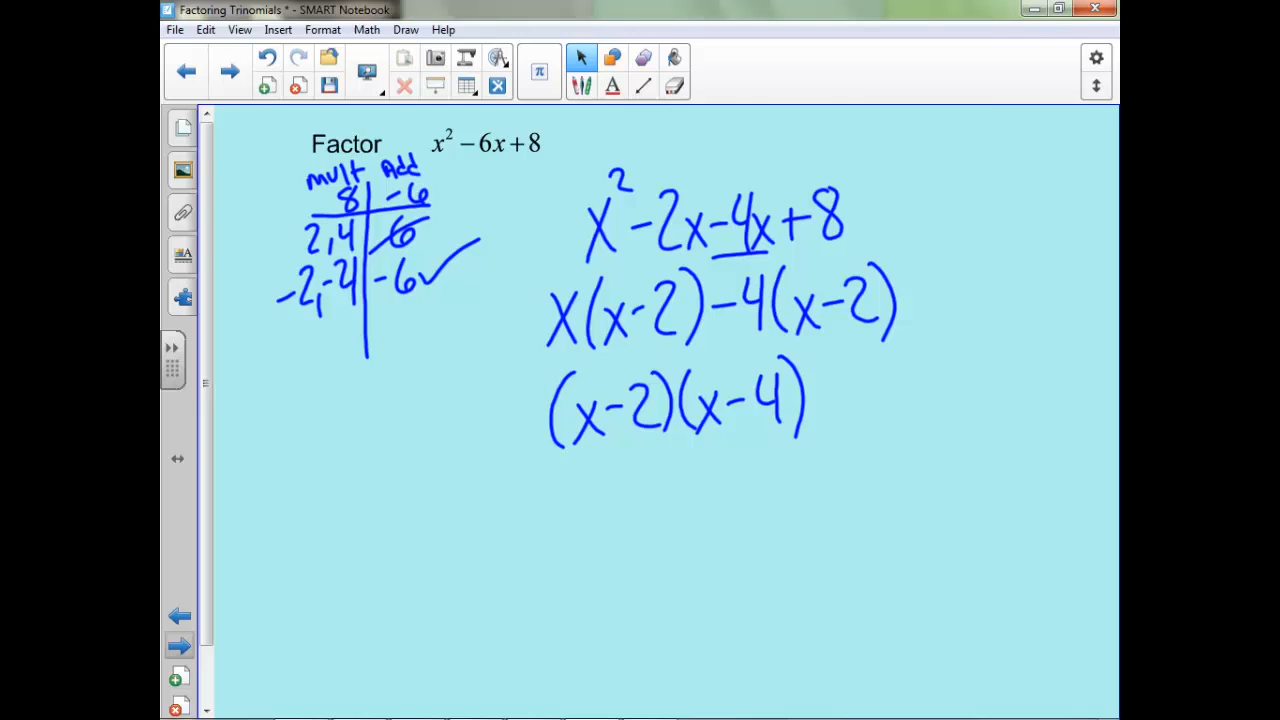 Factoring Trinomials * - SMART Notebook
File Edit View Insert Format Math Draw Help
π
A
Factor x² − 6x + 8
mult Add
8 -6
2,4 6
-2,-4 -6✓
x² -2x -4x +8
x(x-2) -4(x-2)
(x-2)(x-4)